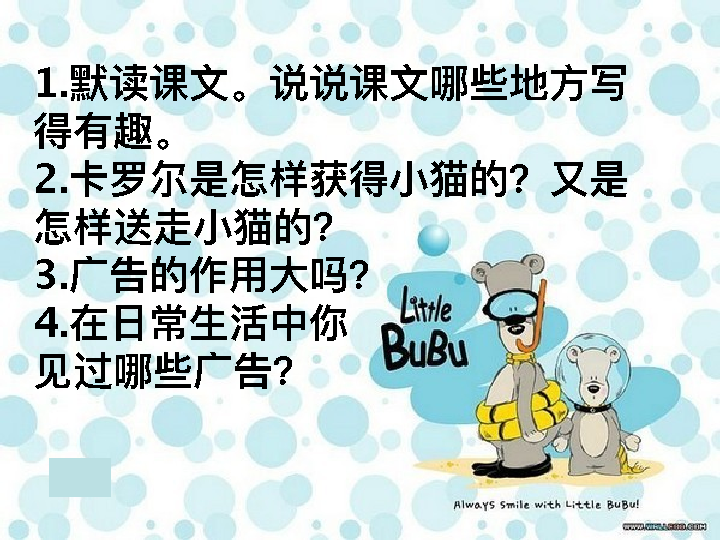 1.默读课文。说说课文哪些地方写
得有趣。
2.卡罗尔是怎样获得小猫的？又是
怎样送走小猫的？
3.广告的作用大吗？
4.在日常生活中你
见过哪些广告？
Little
BuBu
Always Smile with Little BuBu!